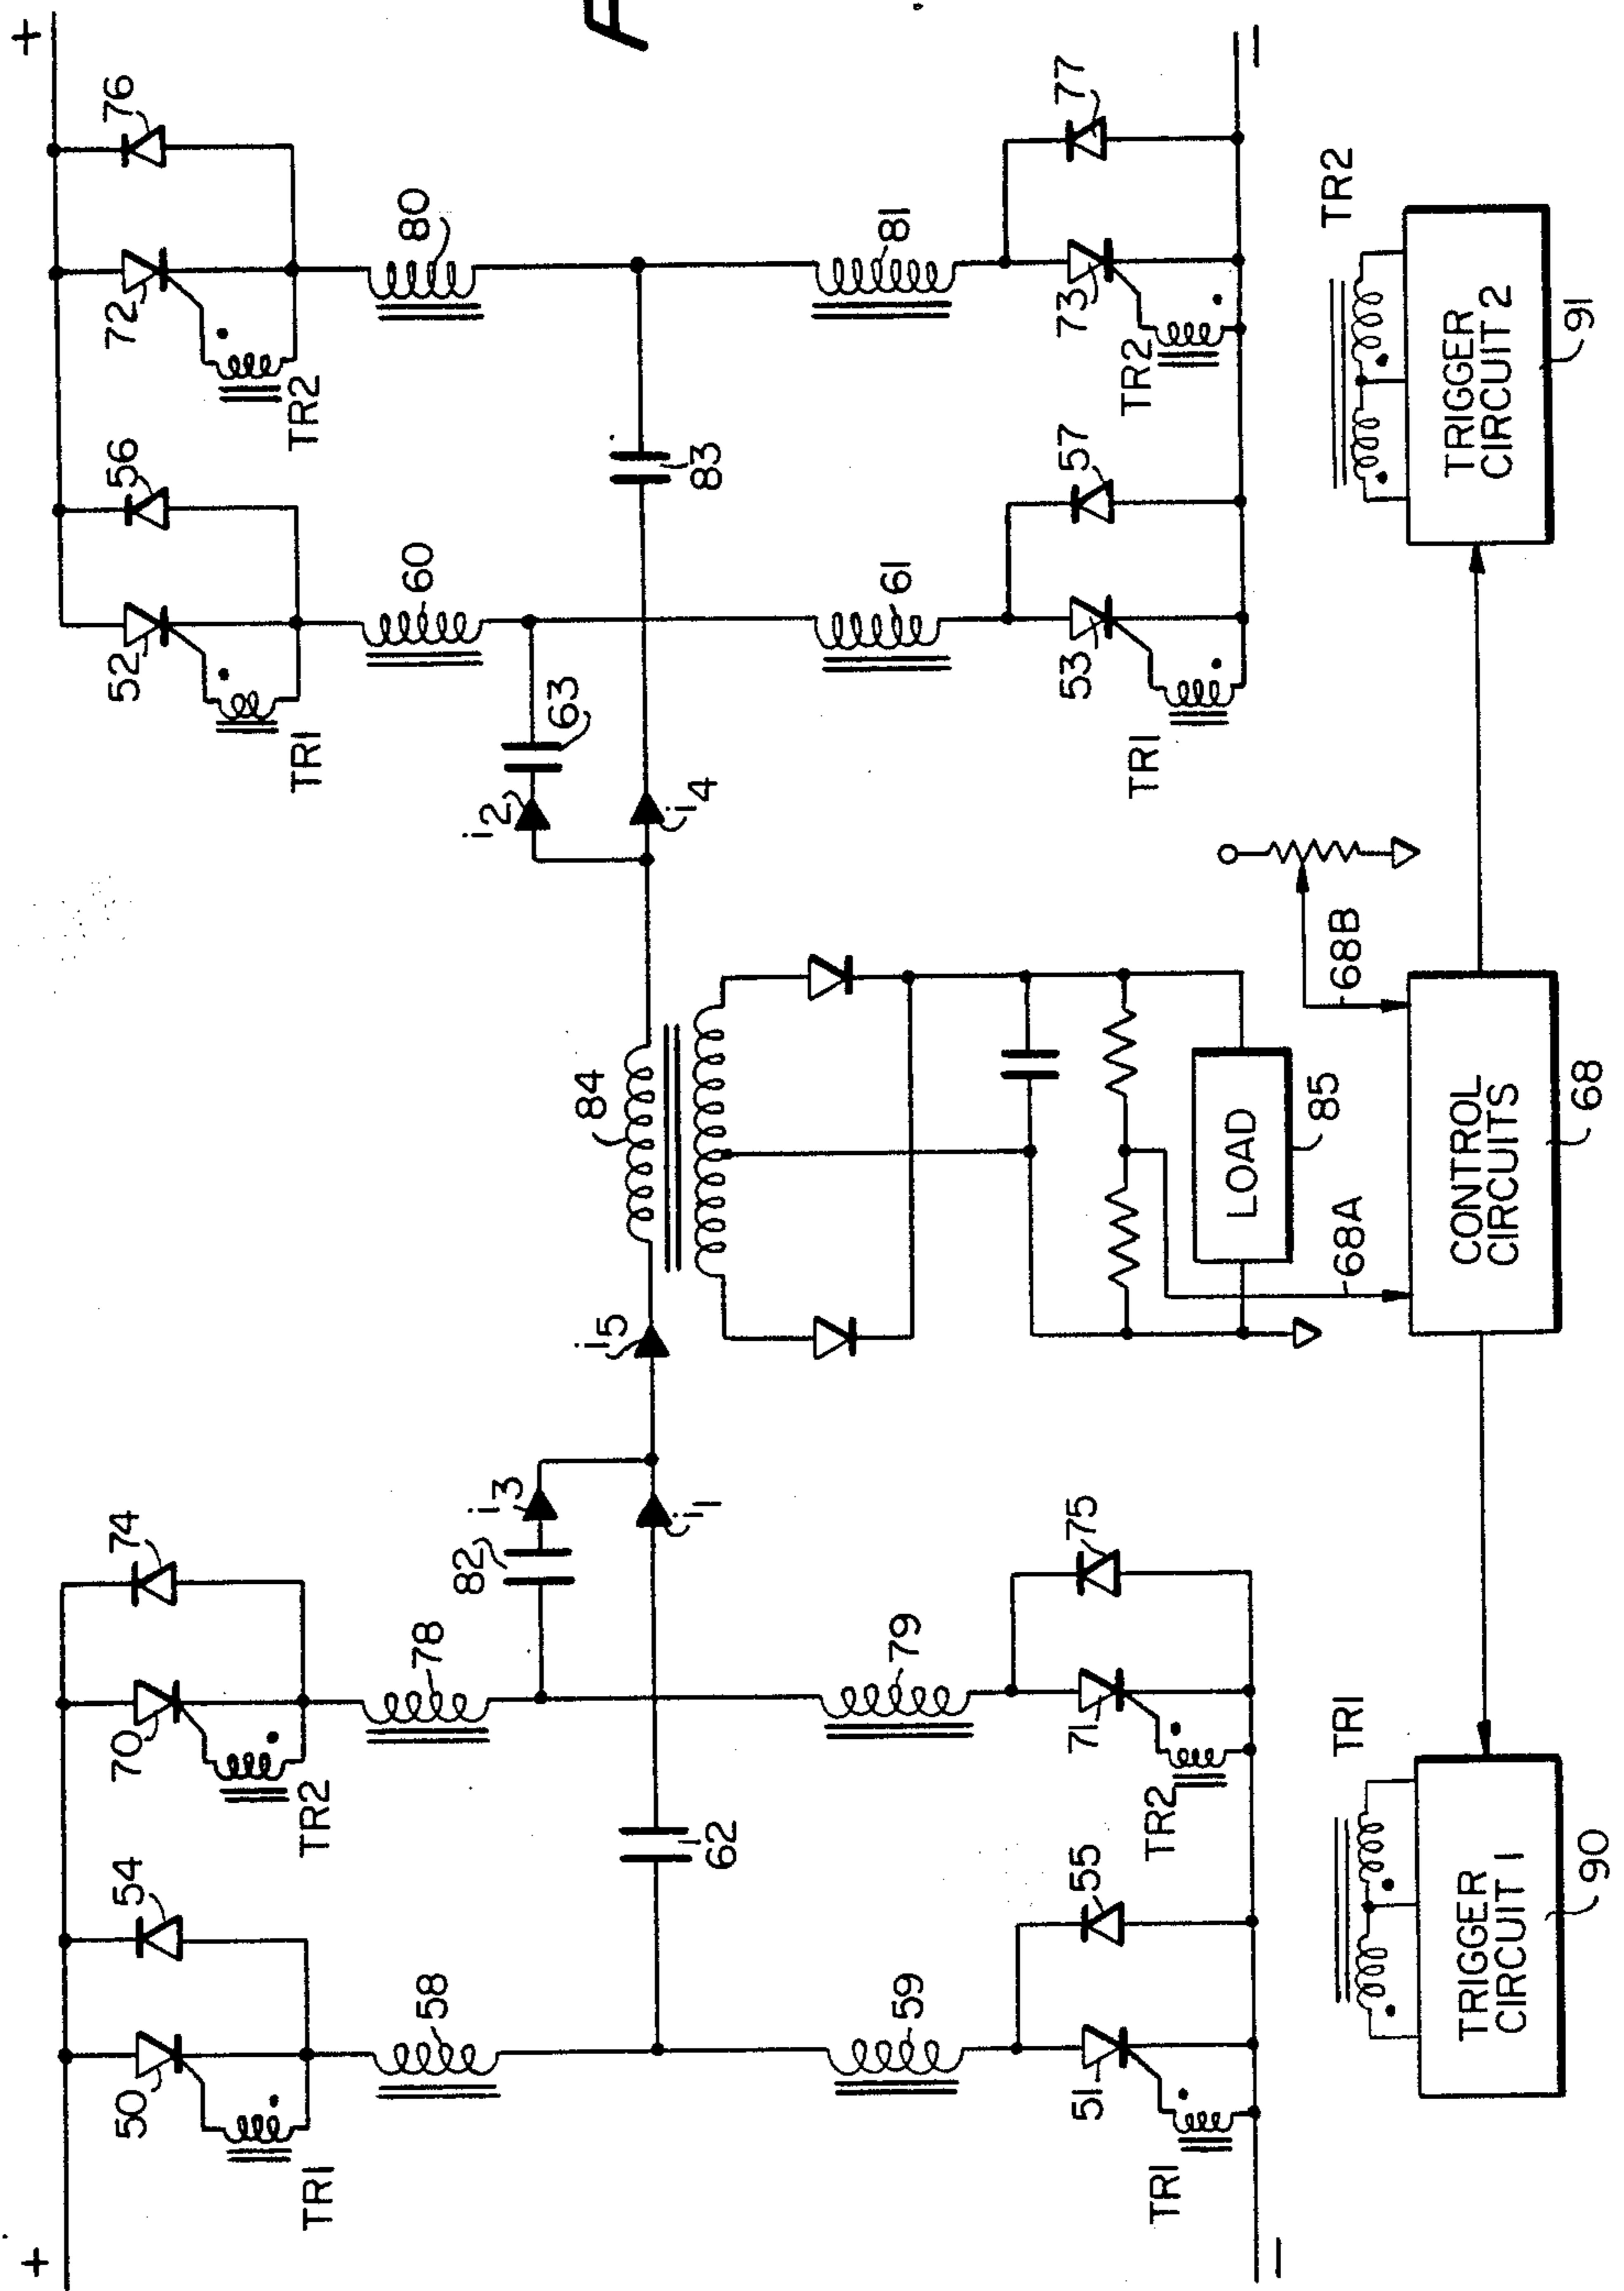 +
+
50
54
70
74
52
56
72
76
TR1
TR2
TR1
TR2
58
78
60
80
82
i3
i2
63
62
i1
i5
84
i4
83
59
79
61
81
51
55
71
75
53
57
73
77
TR1
TR2
TR1
TR2
−
−
68A
LOAD
85
68B
TR1
TR2
TRIGGER
CIRCUIT 1
90
CONTROL
CIRCUITS
68
TRIGGER
CIRCUIT 2
91